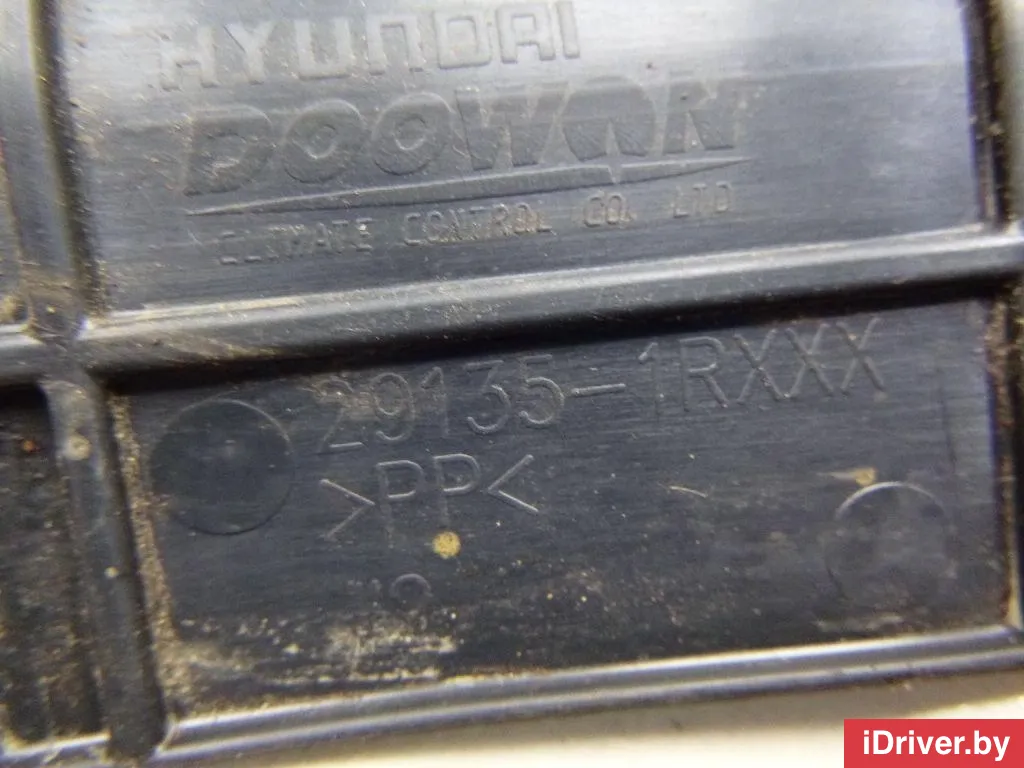 HYUNDAI
DOOWON
CLIMATE CONTROL CO. LTD
29135-1RXXX
>PP<
iDriver.by